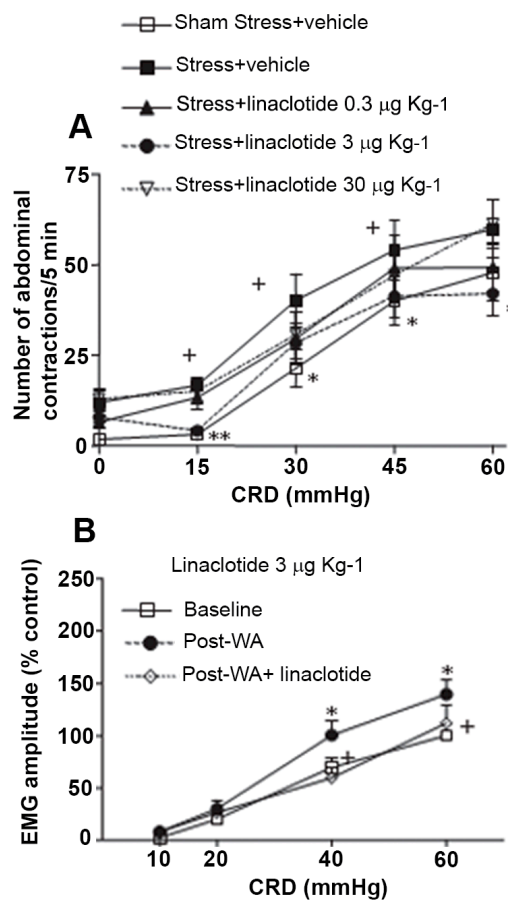 Sham Stress+vehicle
Stress+vehicle
Stress+linaclotide 0.3 µg Kg-1
A
Stress+linaclotide 3 µg Kg-1
Stress+linaclotide 30 µg Kg-1
75
50
25
0
Number of abdominal
contractions/5 min
+
+
+
**
*
*
*
0 15 30 45 60
CRD (mmHg)
B
Linaclotide 3 µg Kg-1
250
200
150
100
50
0
EMG amplitude (% control)
Baseline
Post-WA
Post-WA+ linaclotide
*
*
+
+
10 20 40 60
CRD (mmHg)